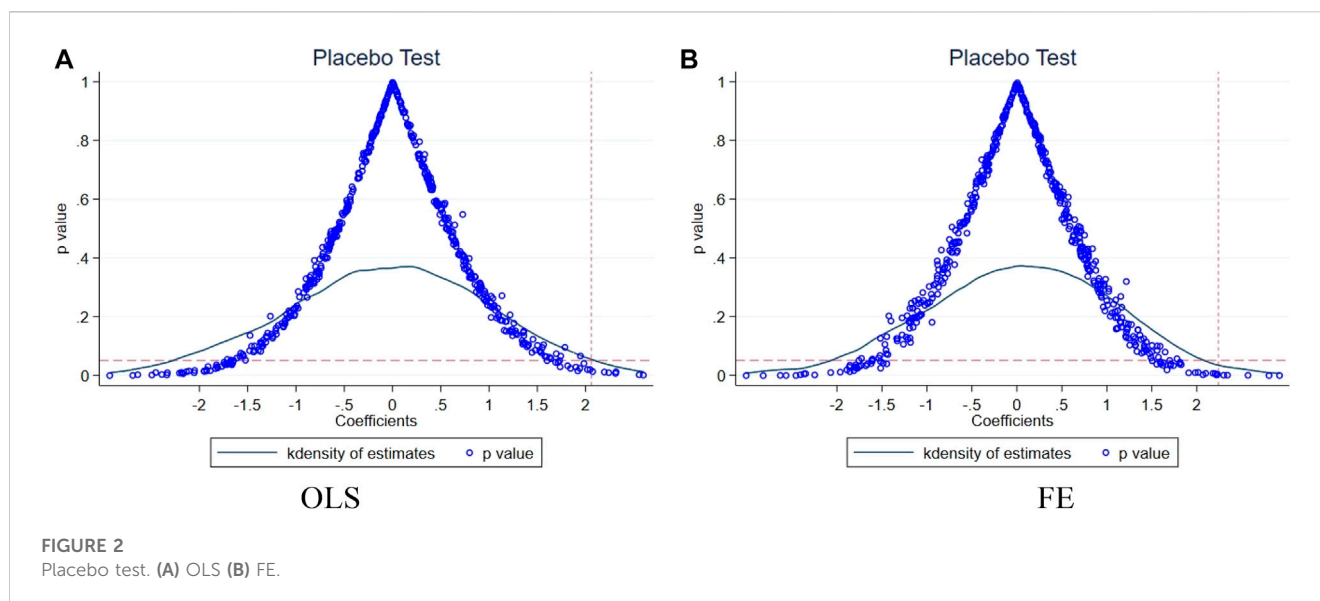 A
Placebo Test
1
.8
.6
.4
.2
0
p value
-2 -1 -.5 0 .5 1 1.5 2
Coefficients
kdensity of estimates p value
OLS
B
Placebo Test
1
.8
.6
.4
.2
0
p value
-2 -1.5 -1 -.5 0 .5 1 1.5 2
Coefficients
kdensity of estimates p value
FE
FIGURE 2
Placebo test. (A) OLS (B) FE.